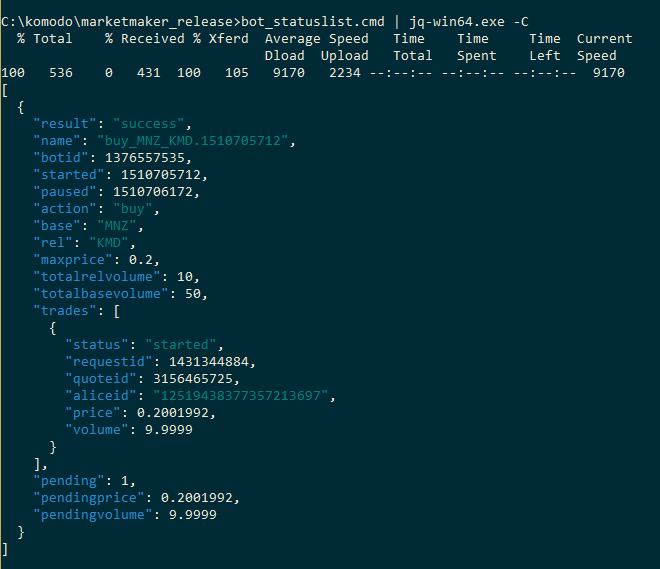 C:\komodo\marketmaker_release>bot_statuslist.cmd | jq-win64.exe -C
  % Total    % Received % Xferd  Average Speed   Time    Time     Time  Current
                                 Dload  Upload   Total   Spent    Left  Speed
100   536    0   431  100   105   9170   2234 --:--:-- --:--:-- --:--:--  9170
[
  {
    "result": "success",
    "name": "buy_MNZ_KMD.1510705712",
    "botid": 1376557535,
    "started": 1510705712,
    "paused": 1510706172,
    "action": "buy",
    "base": "MNZ",
    "rel": "KMD",
    "maxprice": 0.2,
    "totalrelvolume": 10,
    "totalbasevolume": 50,
    "trades": [
      {
        "status": "started",
        "requestid": 1431344884,
        "quoteid": 3156465725,
        "aliceid": "12519438377357213697",
        "price": 0.2001992,
        "volume": 9.9999
      }
    ],
    "pending": 1,
    "pendingprice": 0.2001992,
    "pendingvolume": 9.9999
  }
]